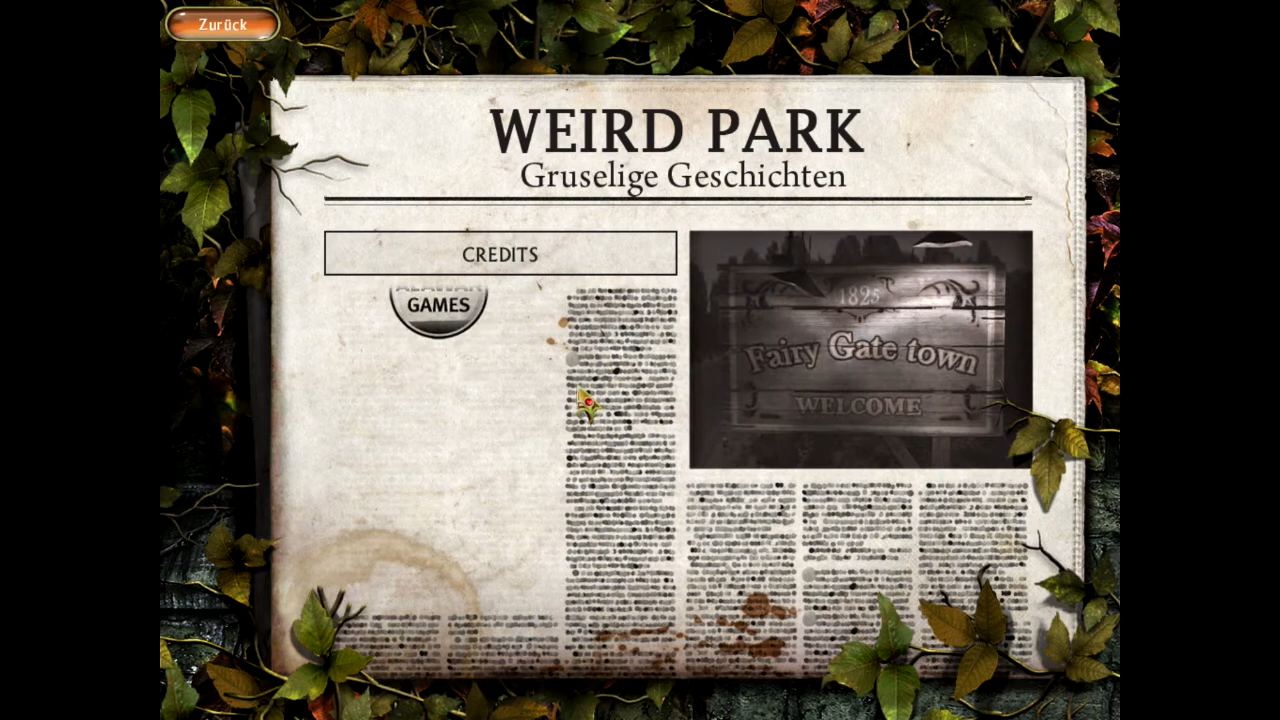 Zurück
WEIRD PARK
Gruselige Geschichten
CREDITS
GAMES
1825
Fairy Gate town
WELCOME